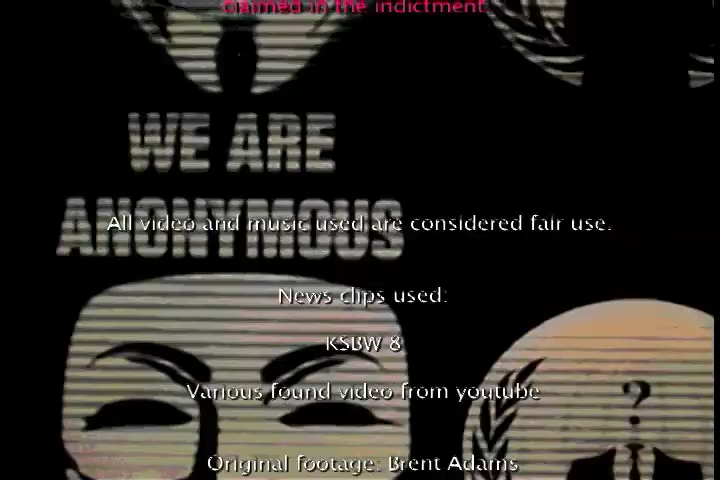 claimed in the indictment.
WE ARE
ANONYMOUS
All video and music used are considered fair use.
News clips used:
KSBW 8
Various found video from youtube
?
Original footage: Brent Adams